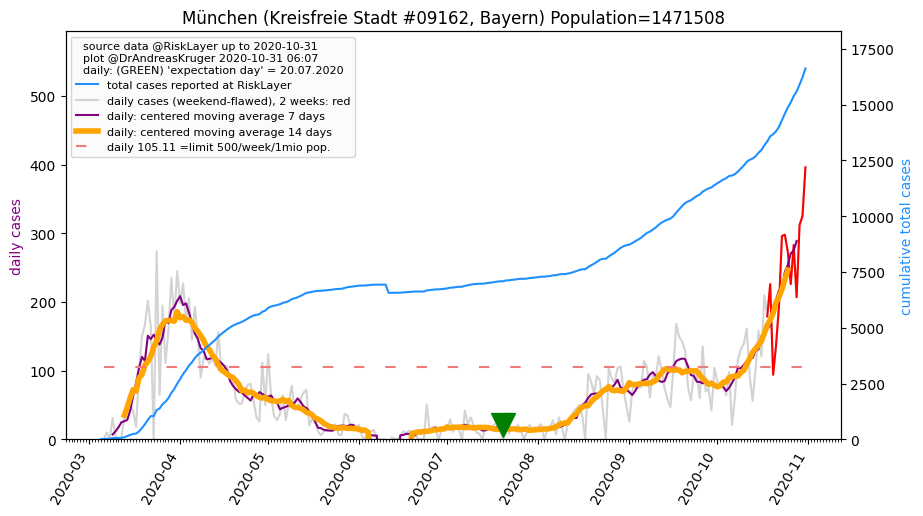 München (Kreisfreie Stadt #09162, Bayern) Population=1471508
source data @RiskLayer up to 2020-10-31
plot @DrAndreasKruger 2020-10-31 06:07
daily: (GREEN) 'expectation day' = 20.07.2020
total cases reported at RiskLayer
daily cases (weekend-flawed), 2 weeks: red
daily: centered moving average 7 days
daily: centered moving average 14 days
daily 105.11 =limit 500/week/1mio pop.
daily cases
500
400
300
200
100
0
17500
15000
12500
10000
7500
5000
2500
0
cumulative total cases
2020-03
2020-04
2020-05
2020-06
2020-07
2020-08
2020-09
2020-10
2020-11